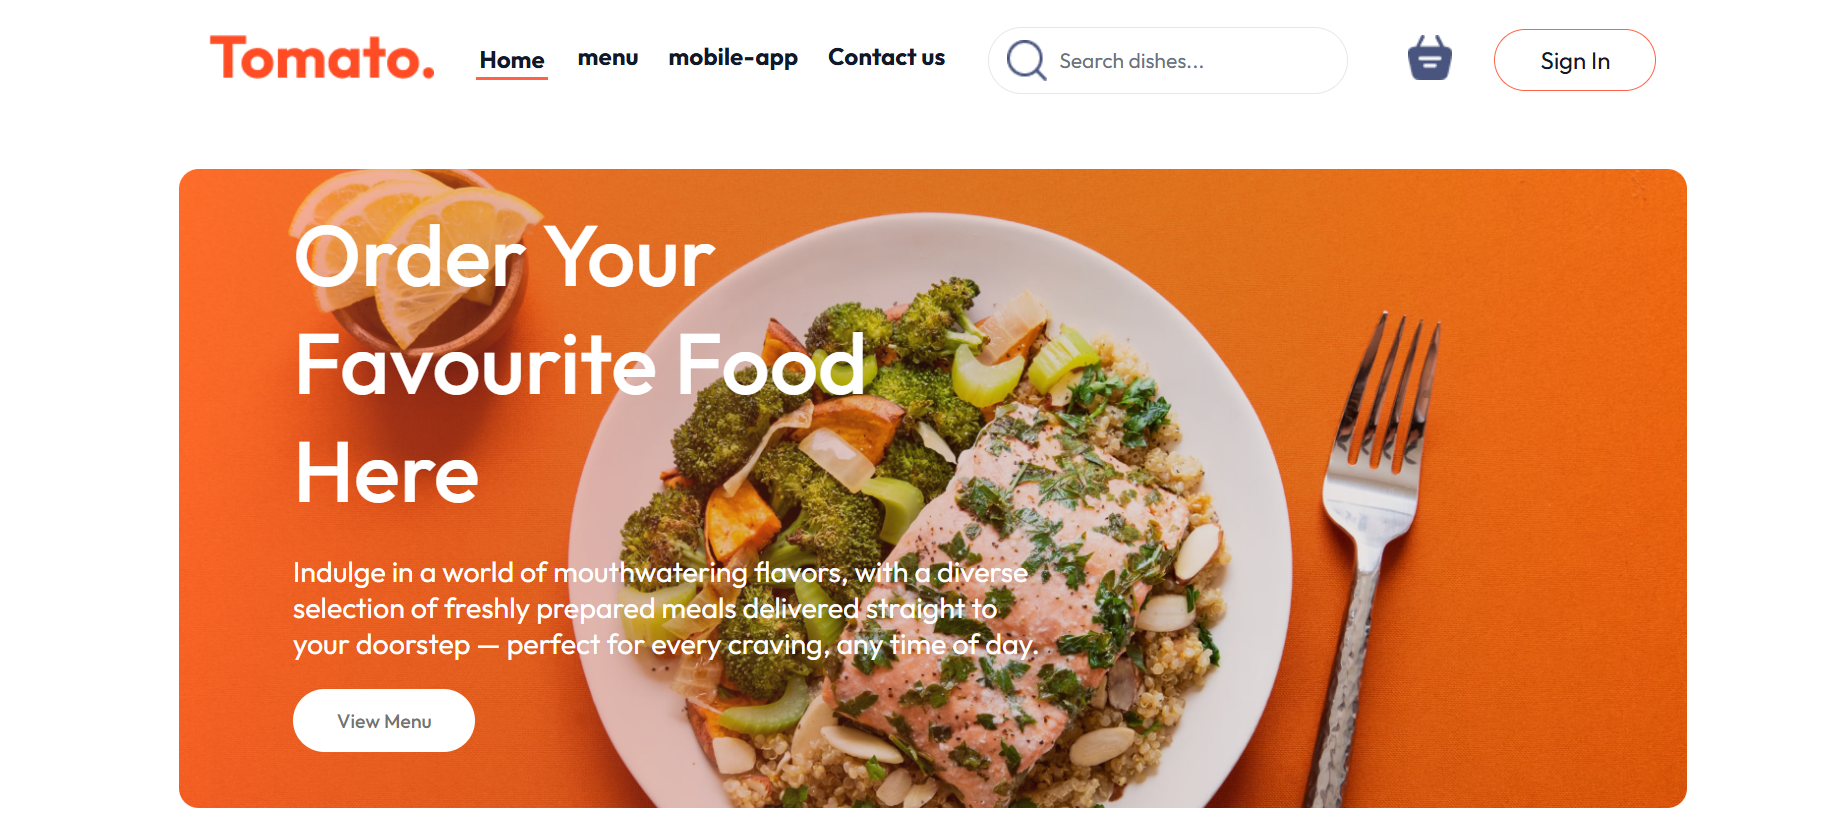 Tomato.
Home
menu
mobile-app
Contact us
Search dishes...
Sign In
Order Your
Favourite Food
Here
Indulge in a world of mouthwatering flavors, with a diverse
selection of freshly prepared meals delivered straight to
your doorstep — perfect for every craving, any time of day.
View Menu